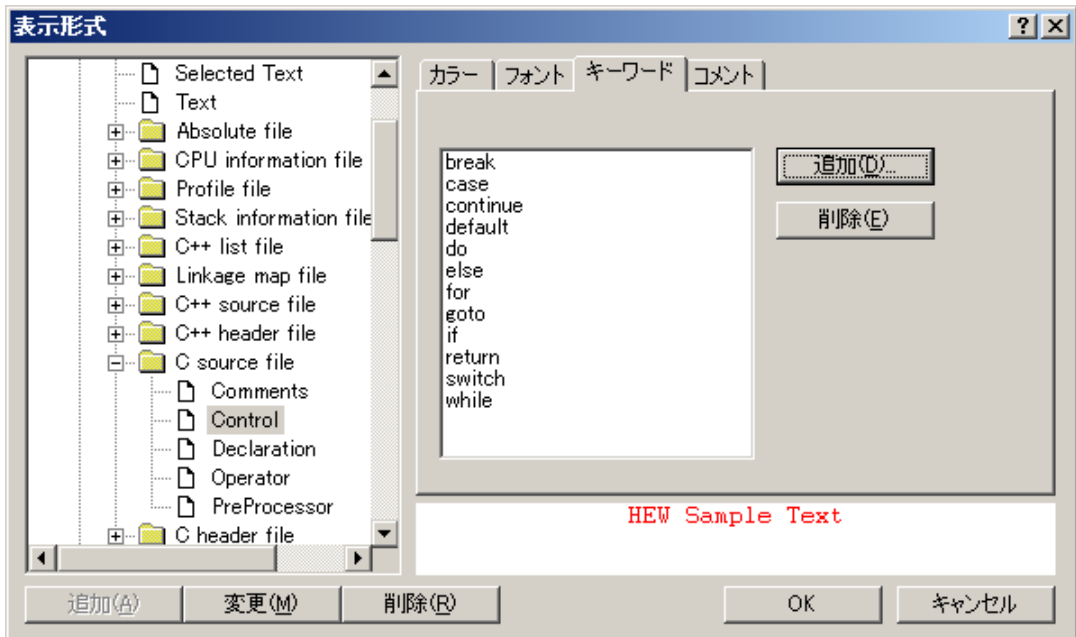 表示形式
Selected Text
Text
Absolute file
CPU information file
Profile file
Stack information file
C++ list file
Linkage map file
C++ source file
C++ header file
C source file
Comments
Control
Declaration
Operator
PreProcessor
C header file
カラー フォント キーワード コメント
break
case
continue
default
do
else
for
goto
if
return
switch
while
追加(D)...
削除(E)
HEW Sample Text
追加(A) 変更(M) 削除(R) OK キャンセル